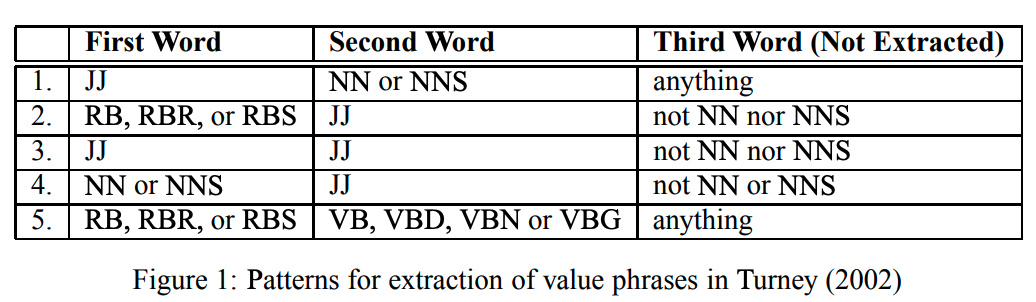 First Word Second Word Third Word (Not Extracted)
1. JJ NN or NNS anything
2. RB, RBR, or RBS JJ not NN nor NNS
3. JJ JJ not NN nor NNS
4. NN or NNS JJ not NN or NNS
5. RB, RBR, or RBS VB, VBD, VBN or VBG anything
Figure 1: Patterns for extraction of value phrases in Turney (2002)